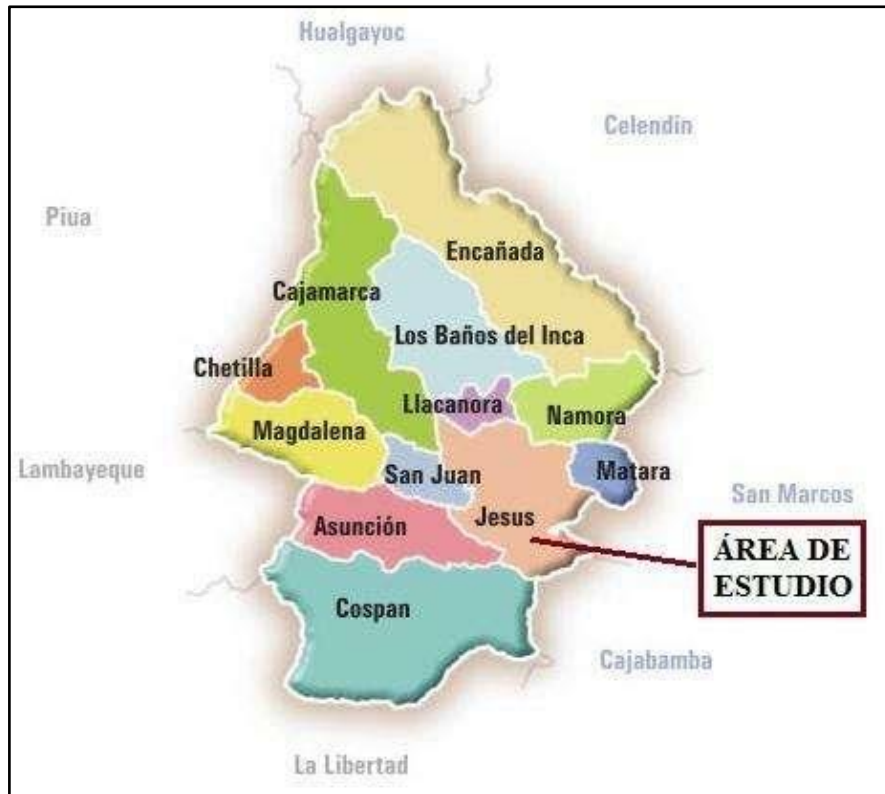 Hualgayoc
Celendín
Piua
Encañada
Cajamarca
Los Baños del Inca
Chetilla
Llacanora
Namora
Magdalena
Lambayeque
San Juan
Matara
San Marcos
Asunción
Jesus
ÁREA DE
ESTUDIO
Cospan
Cajabamba
La Libertad